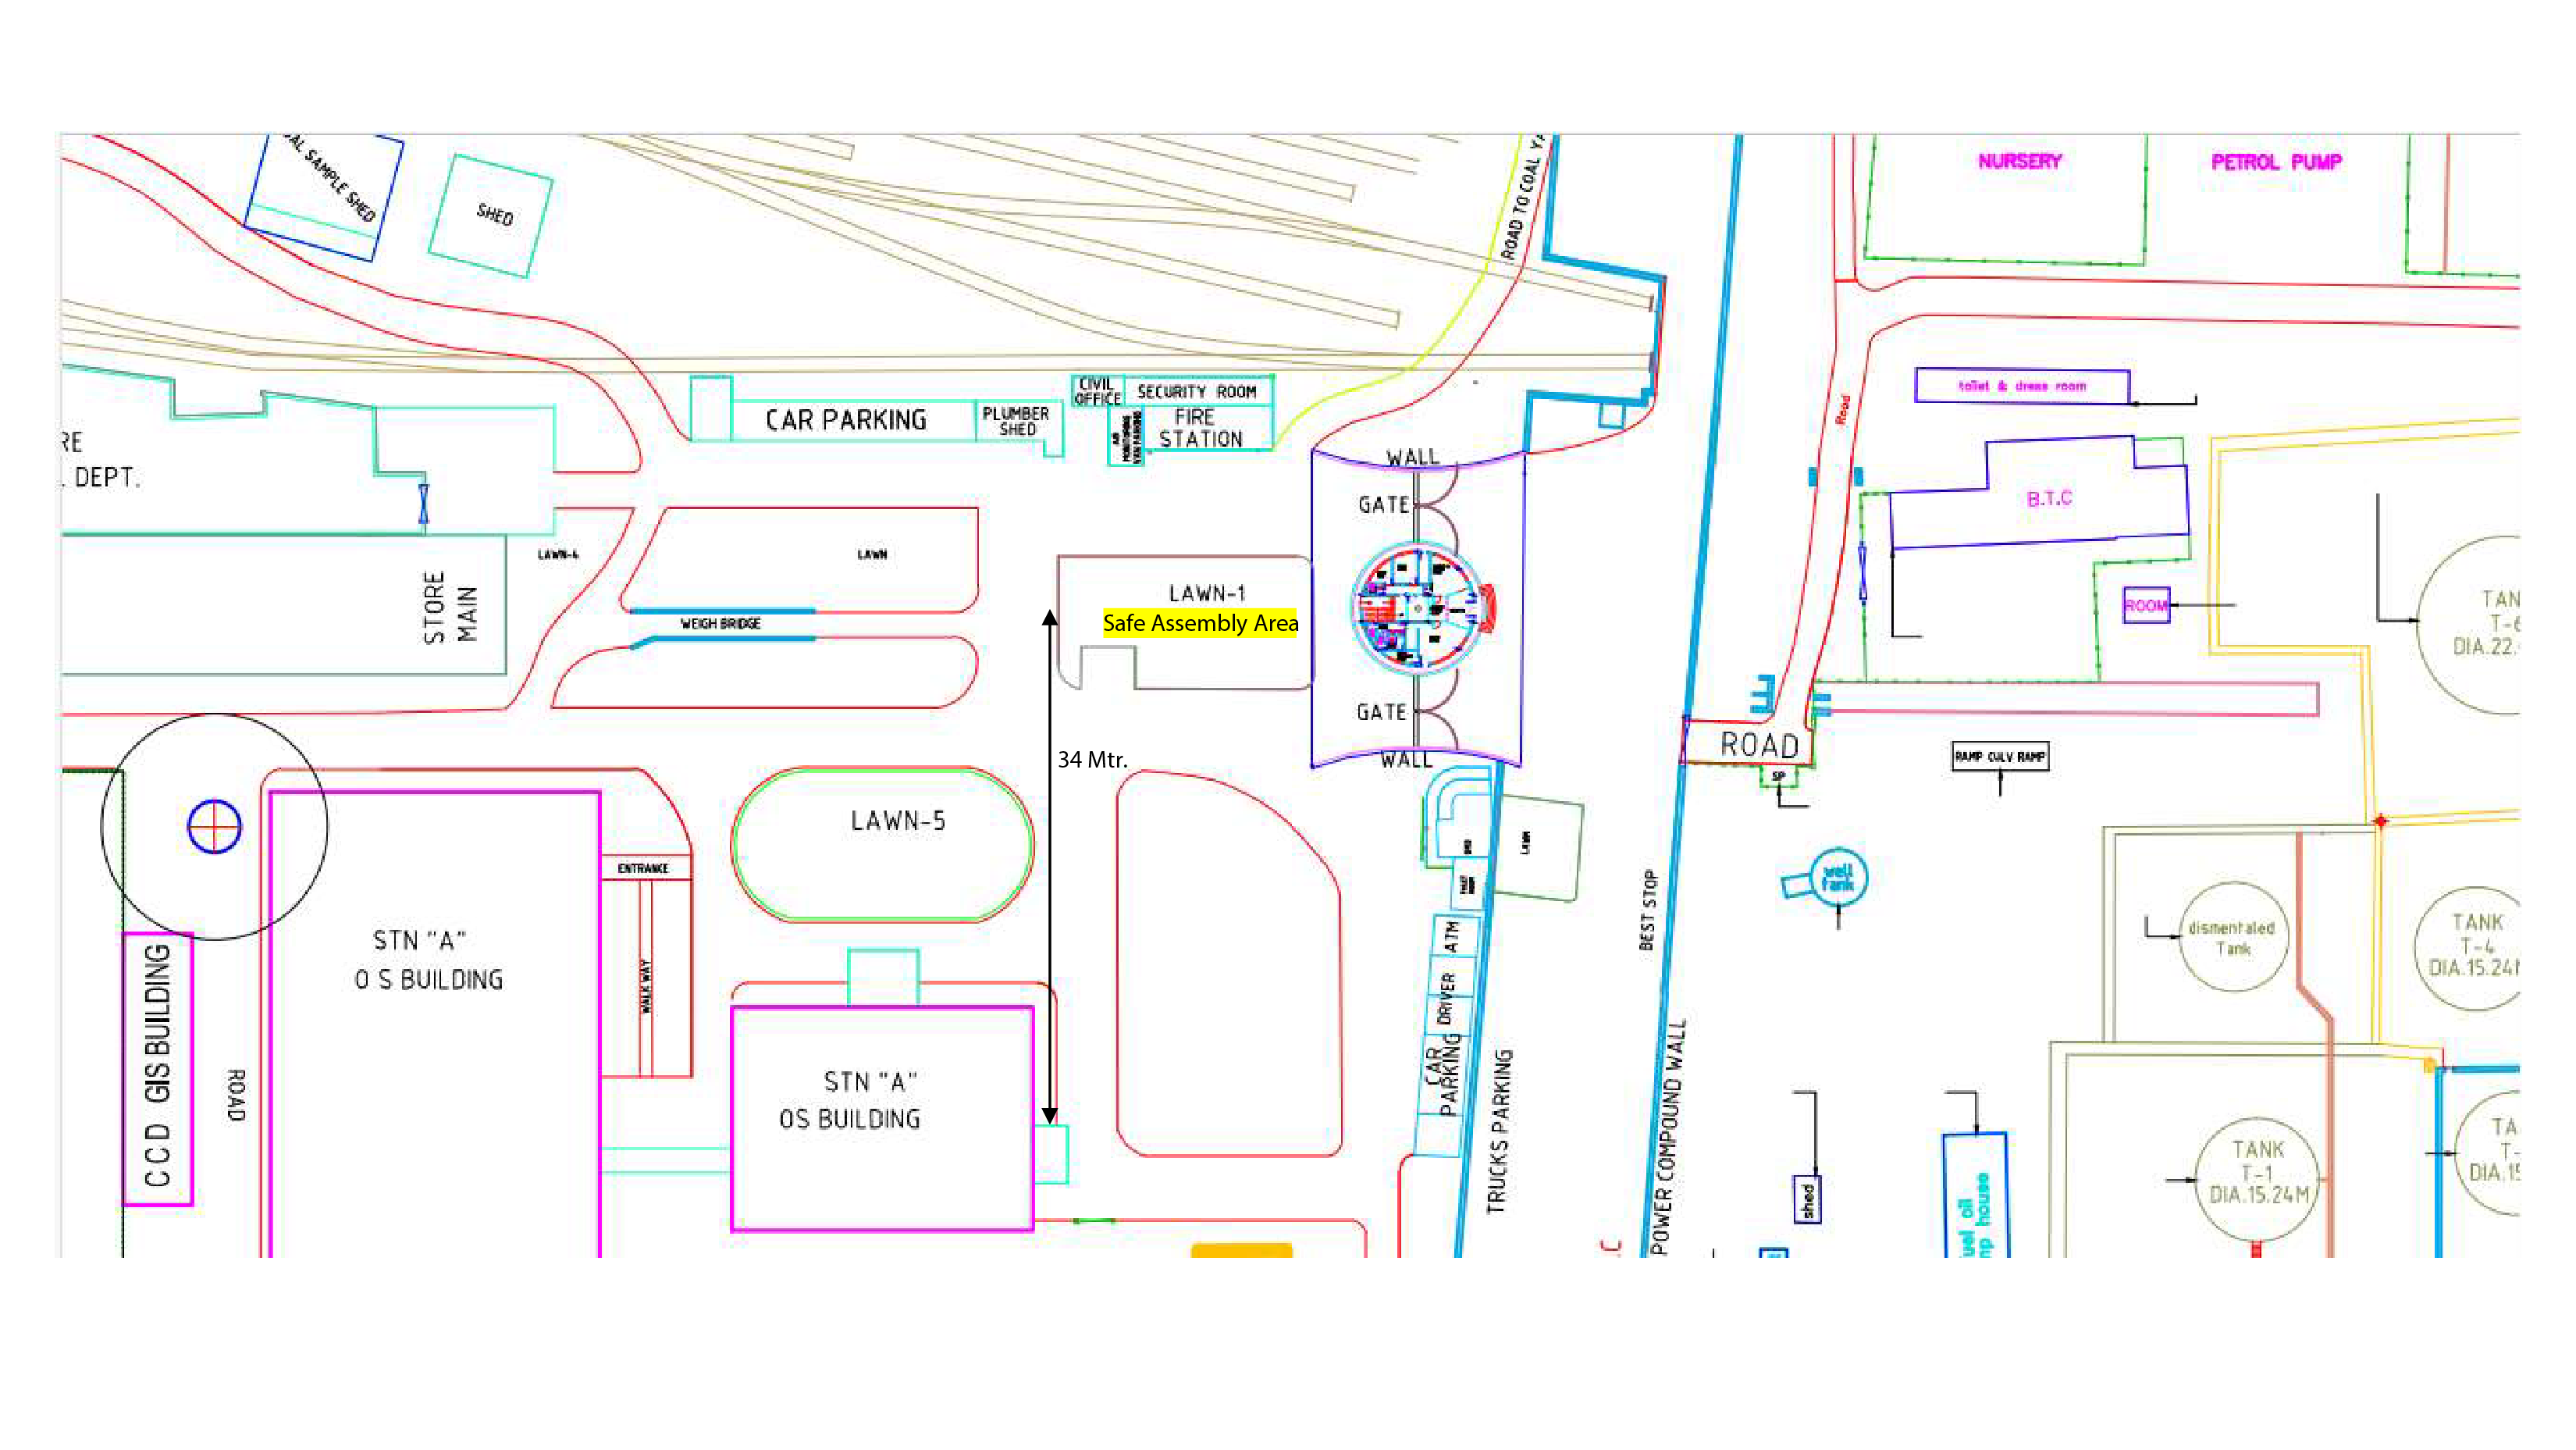 AL SAMPLE SHED
SHED
ROAD TO COAL YA
NURSERY
PETROL PUMP
CAR PARKING
PLUMBER
SHED
CIVIL
OFFICE
SECURITY ROOM
FIRE
STATION
toilet & dress room
Road
RE
DEPT.
WALL
GATE
B.T.C
LAWN-4
LAWN
LAWN-1
Safe Assembly Area
WEIGH BRIDGE
STORE
MAIN
ROOM
TAN
T-6
DIA.22.
GATE
WALL
34 Mtr.
ROAD
SP
RAMP CULV RAMP
LAWN-5
LAWN
ENTRANKE
well
Tank
STN "A"
O S BUILDING
WALK WAY
BEST STOP
ATM
DRIVER
CAR
PARKING
dismentaled
Tank
TANK
T-4
DIA.15.24M
CCD GIS BUILDING
ROAD
STN "A"
OS BUILDING
TRUCKS PARKING
POWER COMPOUND WALL
shed
uel oil
mp house
TANK
T-1
DIA.15.24M
TA
T-
DIA.15
.C